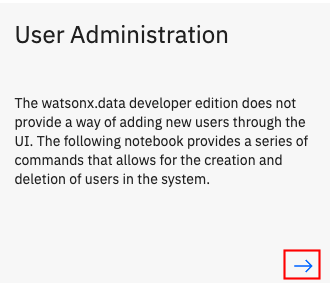 User Administration
The watsonx.data developer edition does not
provide a way of adding new users through the
UI. The following notebook provides a series of
commands that allows for the creation and
deletion of users in the system.